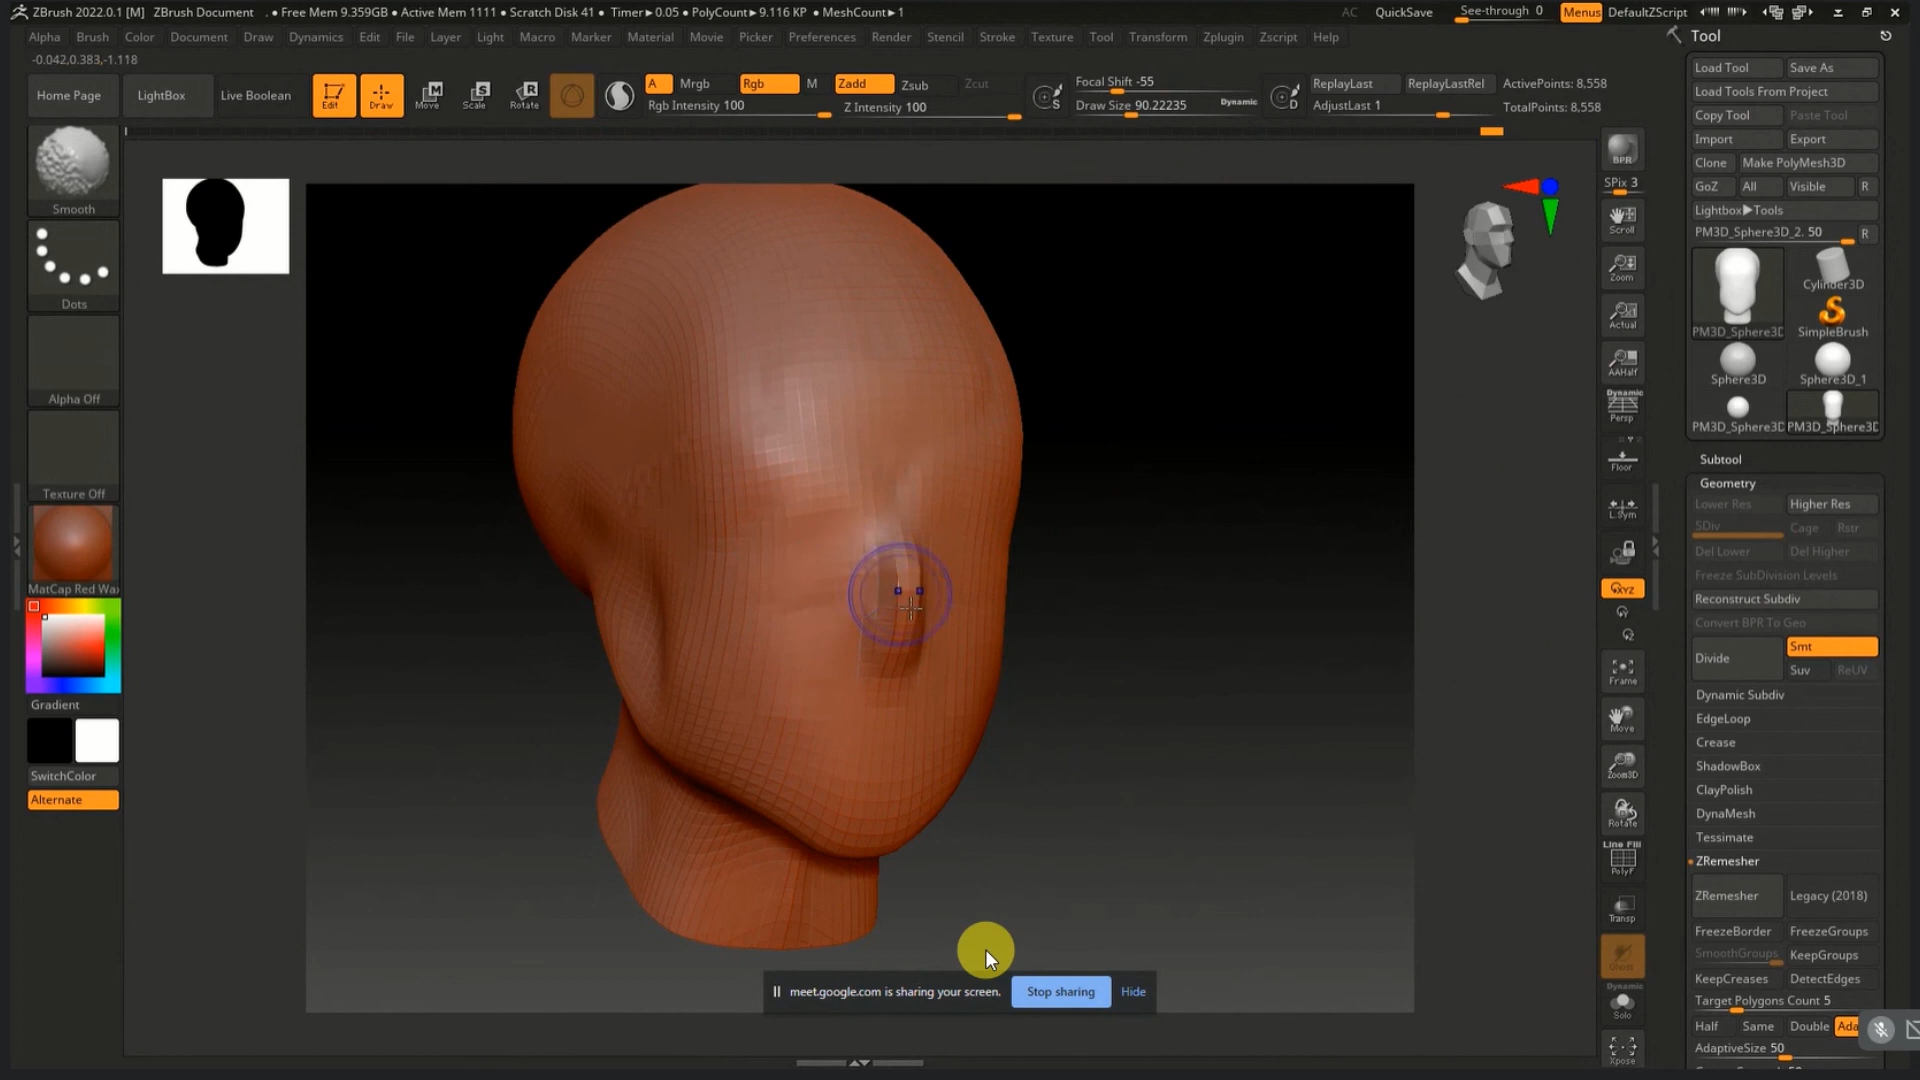 ZBrush 2022.0.1 [M] ZBrush Document . • Free Mem 9.359GB • Active Mem 1111 • Scratch Disk 41 • Timer▸0.05 • PolyCount▸9.116 KP • MeshCount▸1 AC QuickSave See-through 0 Menus DefaultZScript
Alpha Brush Color Document Draw Dynamics Edit File Layer Light Macro Marker Material Movie Picker Preferences Render Stencil Stroke Texture Tool Transform Zplugin Zscript Help
-0.042,0.383,-1.118
Home Page LightBox Live Boolean Edit Draw Move Scale Rotate
A Mrgb Rgb M Zadd Zsub Zcut
Rgb Intensity 100 Z Intensity 100
S Focal Shift -55
Draw Size 90.22235 Dynamic
D ReplayLast ReplayLastRel ActivePoints: 8,558
AdjustLast 1 TotalPoints: 8,558
Smooth
Dots
Alpha Off
Texture Off
MatCap Red Wax
Gradient
SwitchColor
Alternate
BPR
SPix 3
Scroll
Zoom
Actual
AAHalf
Dynamic
Persp
Floor
L.Sym
XYZ
Frame
Move
Zoom3D
Rotate
Line Fill
PolyF
Transp
Ghost
Dynamic
Solo
Xpose
Tool
Load Tool Save As
Load Tools From Project
Copy Tool Paste Tool
Import Export
Clone Make PolyMesh3D
GoZ All Visible R
Lightbox▸Tools
PM3D_Sphere3D_2. 50 R
PM3D_Sphere3D Cylinder3D
SimpleBrush
Sphere3D Sphere3D_1
PM3D_Sphere3D PM3D_Sphere3D
Subtool
Geometry
Lower Res Higher Res
SDiv Cage Rstr
Del Lower Del Higher
Freeze SubDivision Levels
Reconstruct Subdiv
Convert BPR To Geo
Divide Smt
Suv ReUV
Dynamic Subdiv
EdgeLoop
Crease
ShadowBox
ClayPolish
DynaMesh
Tessimate
ZRemesher
ZRemesher Legacy (2018)
FreezeBorder FreezeGroups
SmoothGroups KeepGroups
KeepCreases DetectEdges
Target Polygons Count 5
Half Same Double Ada
AdaptiveSize 50
meet.google.com is sharing your screen. Stop sharing Hide